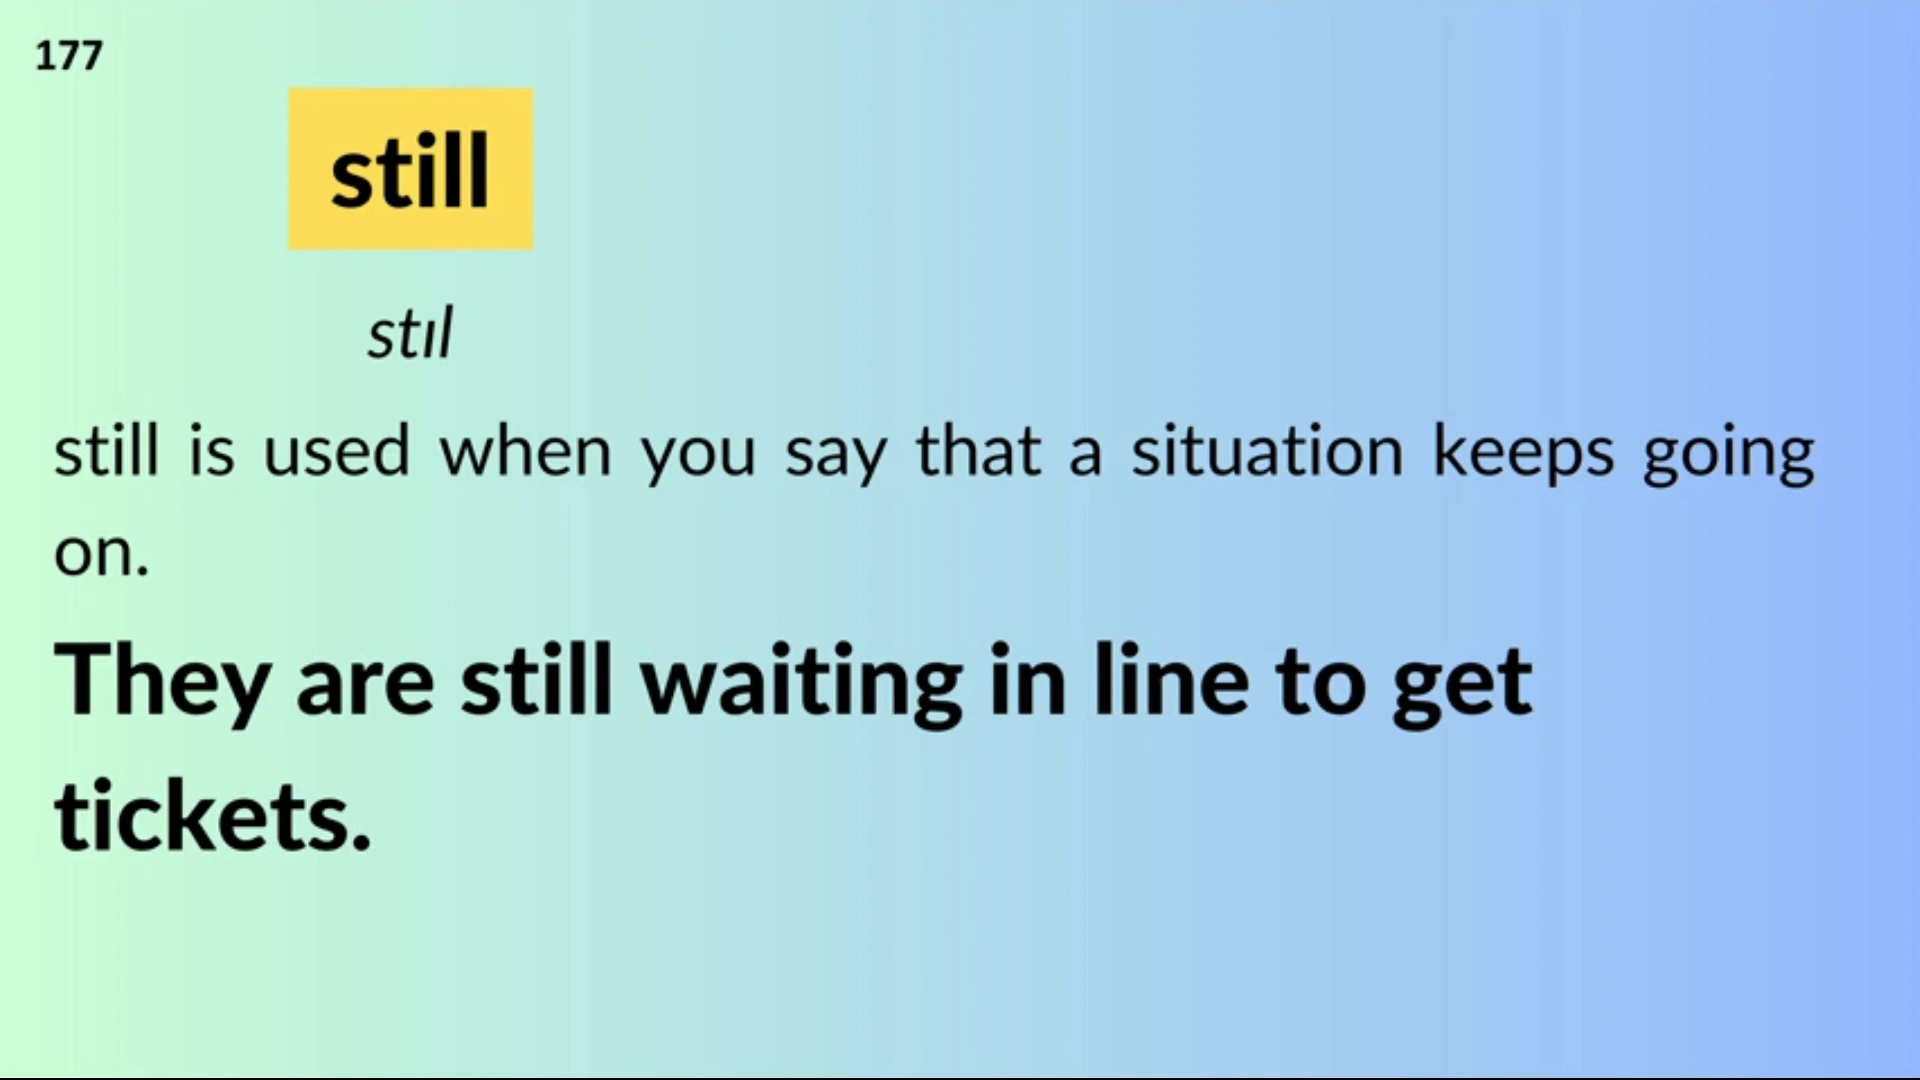 177
still
stıl
still is used when you say that a situation keeps going
on.
They are still waiting in line to get
tickets.